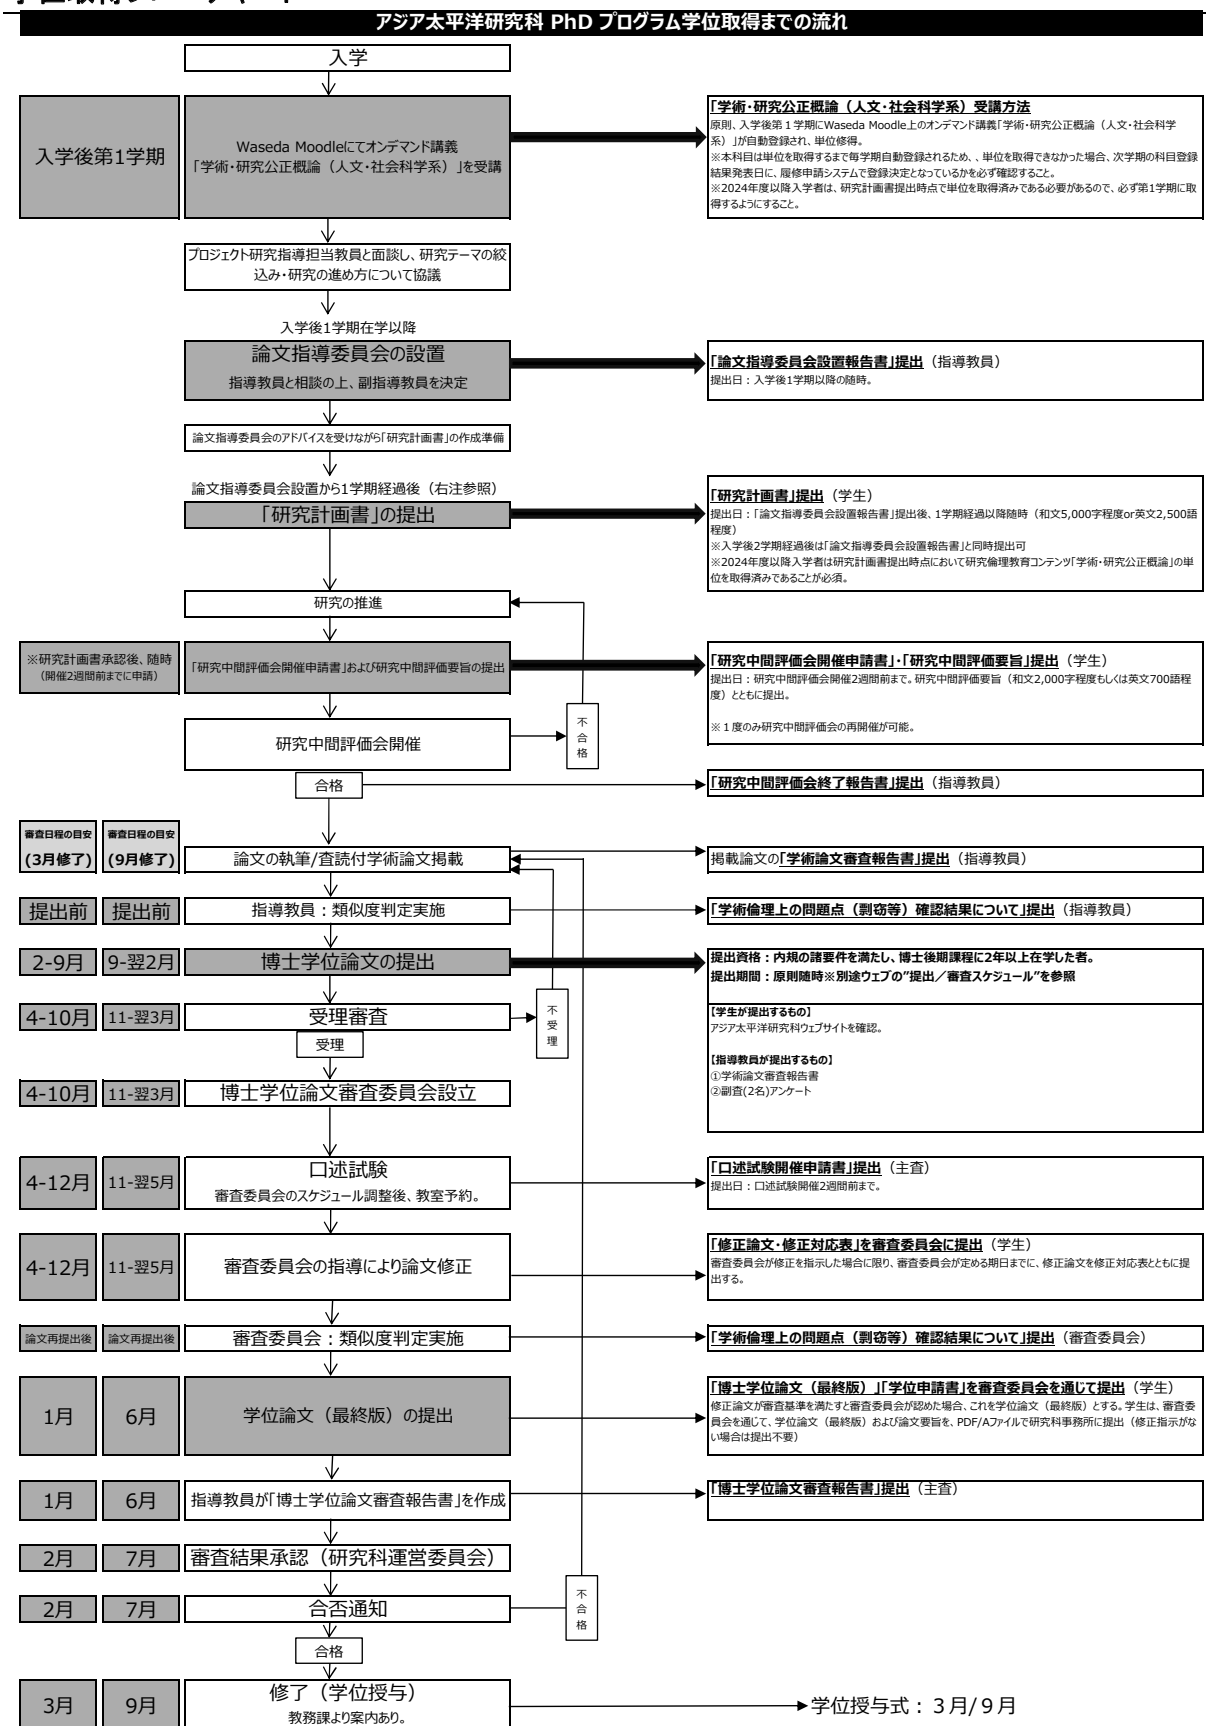 アジア太平洋研究科 PhD プログラム学位取得までの流れ
入学
入学後第1学期
Waseda Moodleにてオンデマンド講義
「学術・研究公正概論（人文・社会科学系）」を受講
「学術・研究公正概論（人文・社会科学系）受講方法
原則、入学後第１学期にWaseda Moodle上のオンデマンド講義「学術・研究公正概論（人文・社会科学
系）」が自動登録され、単位修得。
※本科目は単位を取得するまで毎学期自動登録されるため、、単位を取得できなかった場合、次学期の科目登録
結果発表日に、履修申請システムで登録決定となっているかを必ず確認すること。
※2024年度以降入学者は、研究計画書提出時点で単位を取得済みである必要があるので、必ず第1学期に取
得するようにすること。
プロジェクト研究指導担当教員と面談し、研究テーマの絞
込み・研究の進め方について協議
入学後1学期在学以降
論文指導委員会の設置
指導教員と相談の上、副指導教員を決定
「論文指導委員会設置報告書」提出（指導教員）
提出日：入学後1学期以降の随時。
論文指導委員会のアドバイスを受けながら「研究計画書」の作成準備
論文指導委員会設置から1学期経過後（右注参照）
「研究計画書」の提出
「研究計画書」提出（学生）
提出日：「論文指導委員会設置報告書」提出後、1学期経過以降随時（和文5,000字程度or英文2,500語
程度）
※入学後2学期経過後は「論文指導委員会設置報告書」と同時提出可
※2024年度以降入学者は研究計画書提出時点において研究倫理教育コンテンツ「学術・研究公正概論」の単
位を取得済みであることが必須。
研究の推進
※研究計画書承認後、随時
（開催2週間前までに申請）
「研究中間評価会開催申請書」および研究中間評価要旨の提出
「研究中間評価会開催申請書」・「研究中間評価要旨」提出（学生）
提出日：研究中間評価会開催2週間前まで。研究中間評価要旨（和文2,000字程度もしくは英文700語程
度）とともに提出。
※１度のみ研究中間評価会の再開催が可能。
研究中間評価会開催
不合格
合格
「研究中間評価会終了報告書」提出（指導教員）
審査日程の目安
(3月修了)
審査日程の目安
(9月修了)
論文の執筆/査読付学術論文掲載
掲載論文の「学術論文審査報告書」提出（指導教員）
提出前
提出前
指導教員：類似度判定実施
「学術倫理上の問題点（剽窃等）確認結果について」提出（指導教員）
2-9月
9-翌2月
博士学位論文の提出
提出資格：内規の諸要件を満たし、博士後期課程に2年以上在学した者。
提出期間：原則随時※別途ウェブの”提出／審査スケジュール”を参照
4-10月
11-翌3月
受理審査
不受理
【学生が提出するもの】
アジア太平洋研究科ウェブサイトを確認。
【指導教員が提出するもの】
①学術論文審査報告書
②副査(2名)アンケート
受理
4-10月
11-翌3月
博士学位論文審査委員会設立
4-12月
11-翌5月
口述試験
審査委員会のスケジュール調整後、教室予約。
「口述試験開催申請書」提出（主査）
提出日：口述試験開催2週間前まで。
4-12月
11-翌5月
審査委員会の指導により論文修正
「修正論文・修正対応表」を審査委員会に提出（学生）
審査委員会が修正を指示した場合に限り、審査委員会が定める期日までに、修正論文を修正対応表とともに提
出する。
論文再提出後
論文再提出後
審査委員会：類似度判定実施
「学術倫理上の問題点（剽窃等）確認結果について」提出（審査委員会）
1月
6月
学位論文（最終版）の提出
「博士学位論文（最終版）」「学位申請書」を審査委員会を通じて提出（学生）
修正論文が審査基準を満たすと審査委員会が認めた場合、これを学位論文（最終版）とする。学生は、審査委
員会を通じて、学位論文（最終版）および論文要旨を、PDF/Aファイルで研究科事務所に提出（修正指示がな
い場合は提出不要）
1月
6月
指導教員が「博士学位論文審査報告書」を作成
「博士学位論文審査報告書」提出（主査）
2月
7月
審査結果承認（研究科運営委員会）
2月
7月
合否通知
不合格
合格
3月
9月
修了（学位授与）
教務課より案内あり。
学位授与式：３月/９月